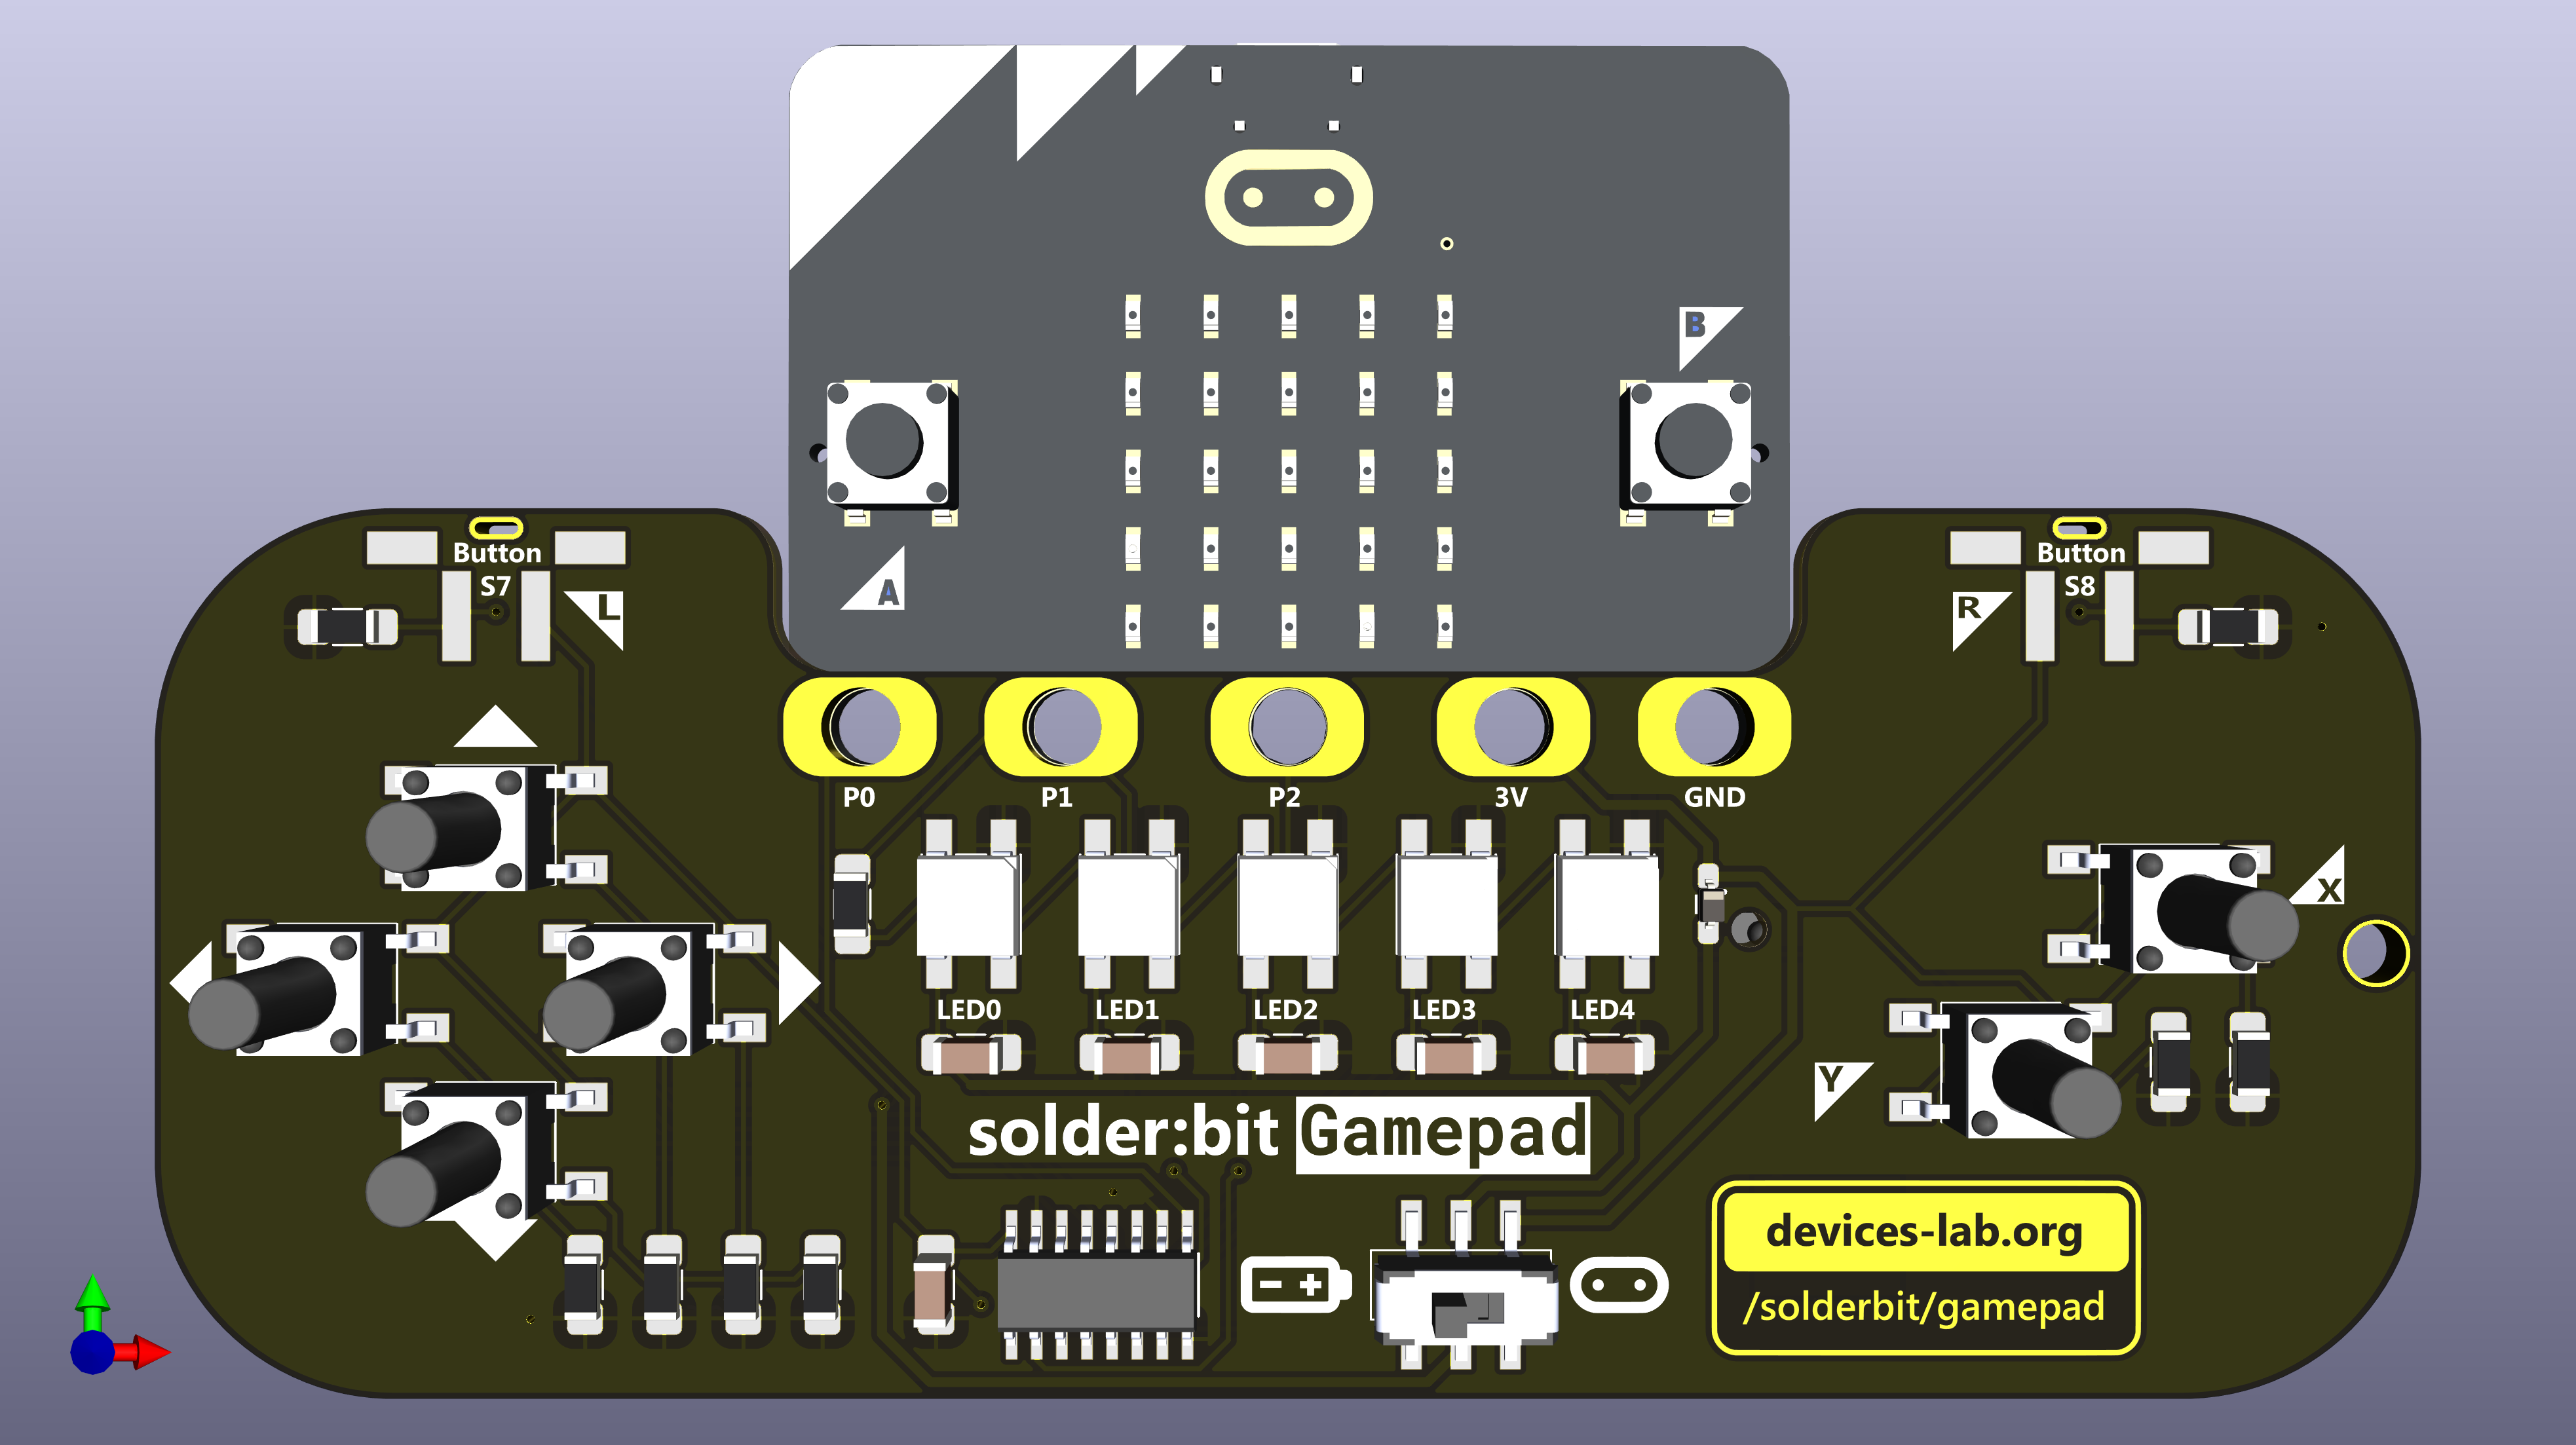 B
A
Button
S7
L
Button
S8
R
P0
P1
P2
3V
GND
X
LED0
LED1
LED2
LED3
LED4
Y
solder:bit Gamepad
- +
devices-lab.org
/solderbit/gamepad